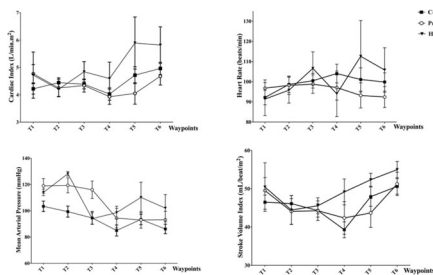 Cardiac Index (L/min.m²)
7
6
5
4
3
2
T1 T2 T3 T4 T5 T6 Waypoints
Heart Rate (beats/min)
140
120
100
80
T1 T2 T3 T4 T5 T6 Waypoints
C
P
H
Mean Arterial Pressure (mmHg)
140
120
100
80
60
T1 T2 T3 T4 T5 T6 Waypoints
Stroke Volume Index (mL/beat/m²)
60
50
40
30
T1 T2 T3 T4 T5 T6 Waypoints